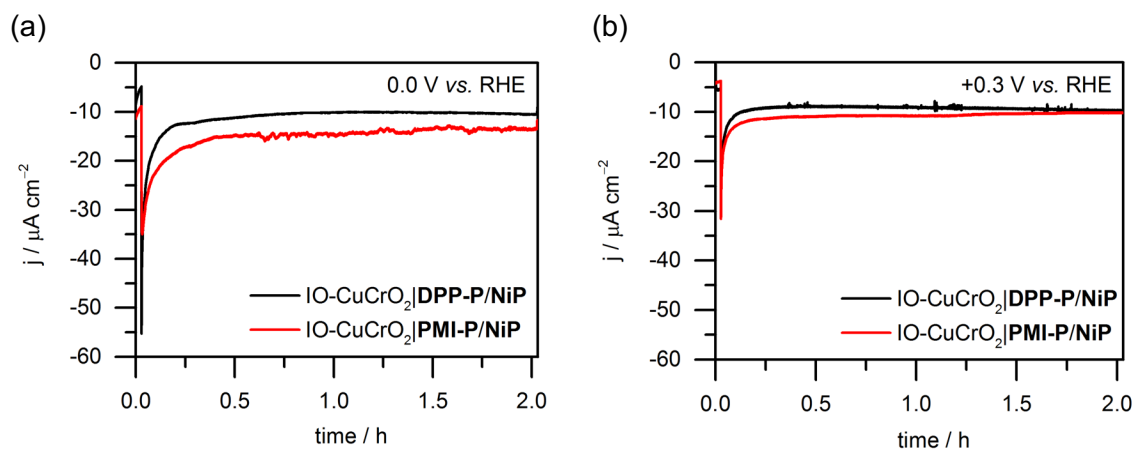 (a)
0
-10
-20
-30
-40
-50
-60
j / μA cm⁻²
0.0 V vs. RHE
IO-CuCrO₂|DPP-P/NiP
IO-CuCrO₂|PMI-P/NiP
0.0 0.5 1.0 1.5 2.0
time / h
(b)
0
-10
-20
-30
-40
-50
-60
j / μA cm⁻²
+0.3 V vs. RHE
IO-CuCrO₂|DPP-P/NiP
IO-CuCrO₂|PMI-P/NiP
0.0 0.5 1.0 1.5 2.0
time / h